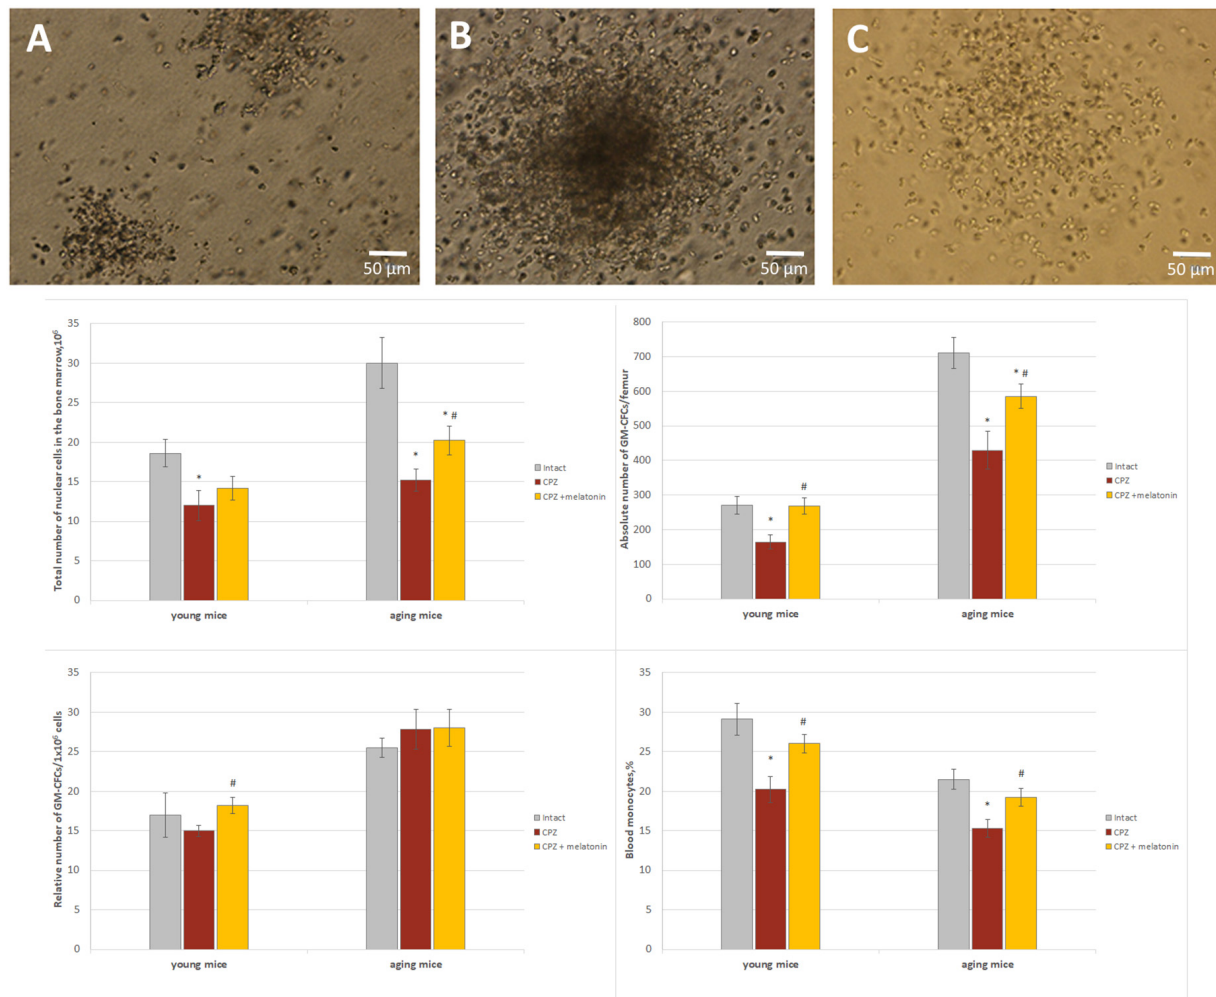 A
B
C
50 µm
50 µm
50 µm
Total number of nuclear cells in the bone marrow,10⁶
35
30
25
20
15
10
5
0
*
*
* #
young mice
aging mice
Intact
CPZ
CPZ +melatonin
Absolute number of GM-CFCs/femur
800
700
600
500
400
300
200
100
0
*
#
*
* #
young mice
aging mice
Intact
CPZ
CPZ +melatonin
Relative number of GM-CFCs/1x10⁶ cells
35
30
25
20
15
10
5
0
#
young mice
aging mice
Intact
CPZ
CPZ + melatonin
Blood monocytes,%
35
30
25
20
15
10
5
0
*
#
*
#
young mice
aging mice
Intact
CPZ
CPZ + melatonin